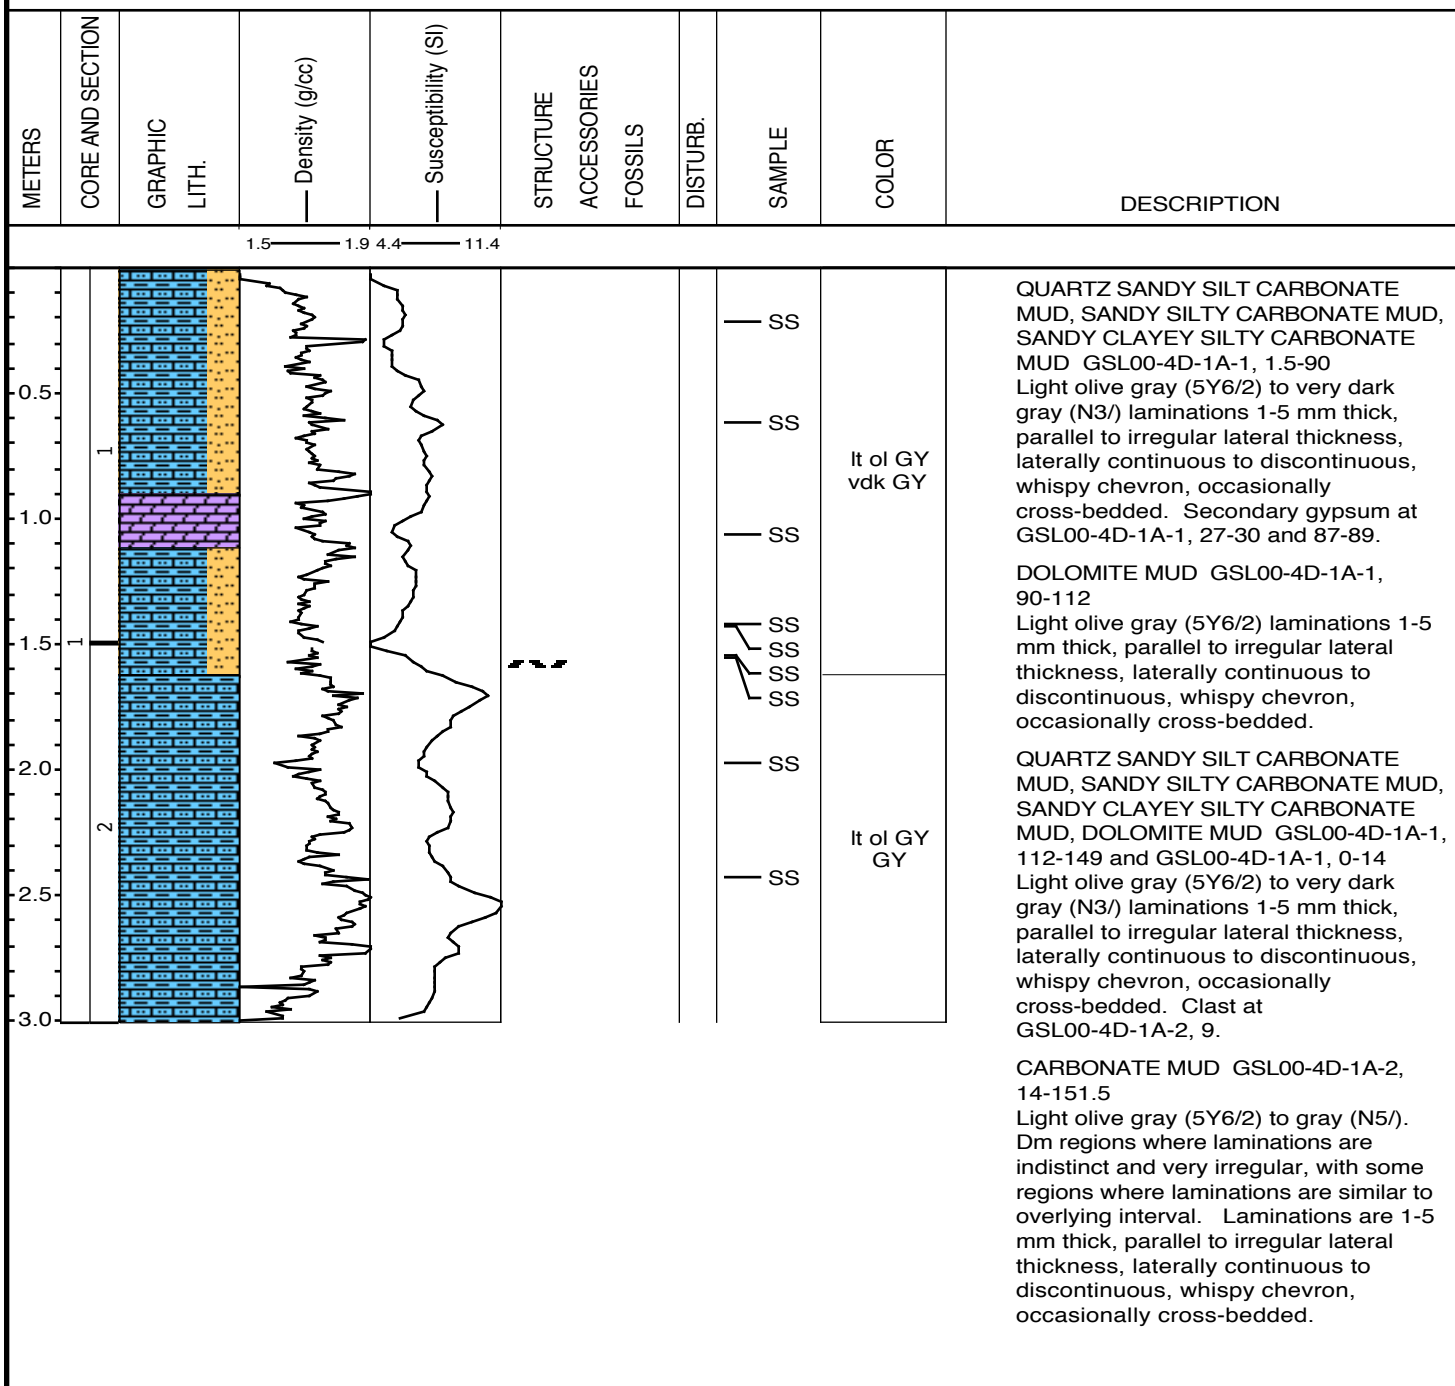 METERS
CORE AND SECTION
GRAPHIC
LITH.
Density (g/cc)
Susceptibility (SI)
STRUCTURE
ACCESSORIES
FOSSILS
DISTURB.
SAMPLE
COLOR
DESCRIPTION
1.5 1.9 4.4 11.4
0.5
1.0
1.5
2.0
2.5
3.0
1
1
2
SS
SS
SS
SS
SS
SS
SS
SS
SS
lt ol GY
vdk GY
lt ol GY
GY
QUARTZ SANDY SILT CARBONATE
MUD, SANDY SILTY CARBONATE MUD,
SANDY CLAYEY SILTY CARBONATE
MUD GSL00-4D-1A-1, 1.5-90
Light olive gray (5Y6/2) to very dark
gray (N3/) laminations 1-5 mm thick,
parallel to irregular lateral thickness,
laterally continuous to discontinuous,
whispy chevron, occasionally
cross-bedded. Secondary gypsum at
GSL00-4D-1A-1, 27-30 and 87-89.
DOLOMITE MUD GSL00-4D-1A-1,
90-112
Light olive gray (5Y6/2) laminations 1-5
mm thick, parallel to irregular lateral
thickness, laterally continuous to
discontinuous, whispy chevron,
occasionally cross-bedded.
QUARTZ SANDY SILT CARBONATE
MUD, SANDY SILTY CARBONATE MUD,
SANDY CLAYEY SILTY CARBONATE
MUD, DOLOMITE MUD GSL00-4D-1A-1,
112-149 and GSL00-4D-1A-1, 0-14
Light olive gray (5Y6/2) to very dark
gray (N3/) laminations 1-5 mm thick,
parallel to irregular lateral thickness,
laterally continuous to discontinuous,
whispy chevron, occasionally
cross-bedded. Clast at
GSL00-4D-1A-2, 9.
CARBONATE MUD GSL00-4D-1A-2,
14-151.5
Light olive gray (5Y6/2) to gray (N5/).
Dm regions where laminations are
indistinct and very irregular, with some
regions where laminations are similar to
overlying interval. Laminations are 1-5
mm thick, parallel to irregular lateral
thickness, laterally continuous to
discontinuous, whispy chevron,
occasionally cross-bedded.